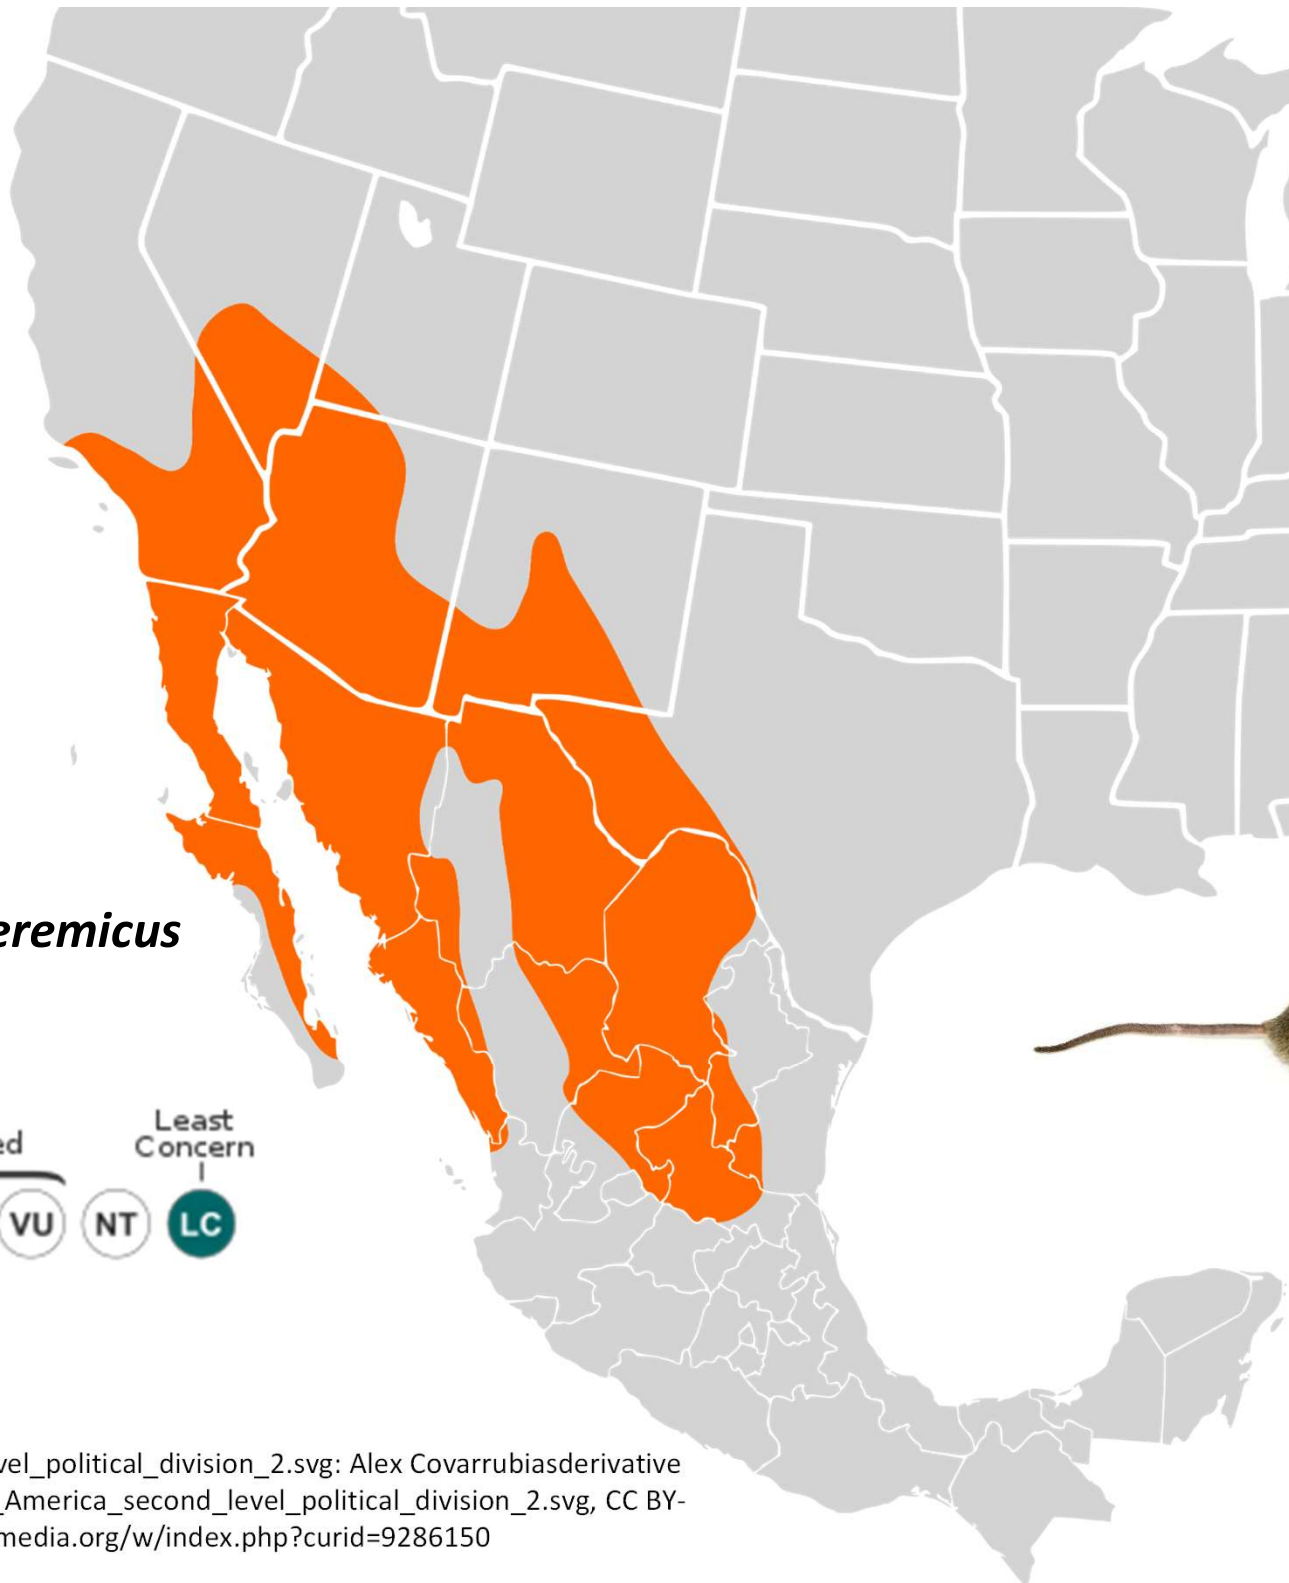 eremicus
Least
ed Concern
VU NT LC
vel_political_division_2.svg: Alex Covarrubiasderivative
_America_second_level_political_division_2.svg, CC BY-
media.org/w/index.php?curid=9286150